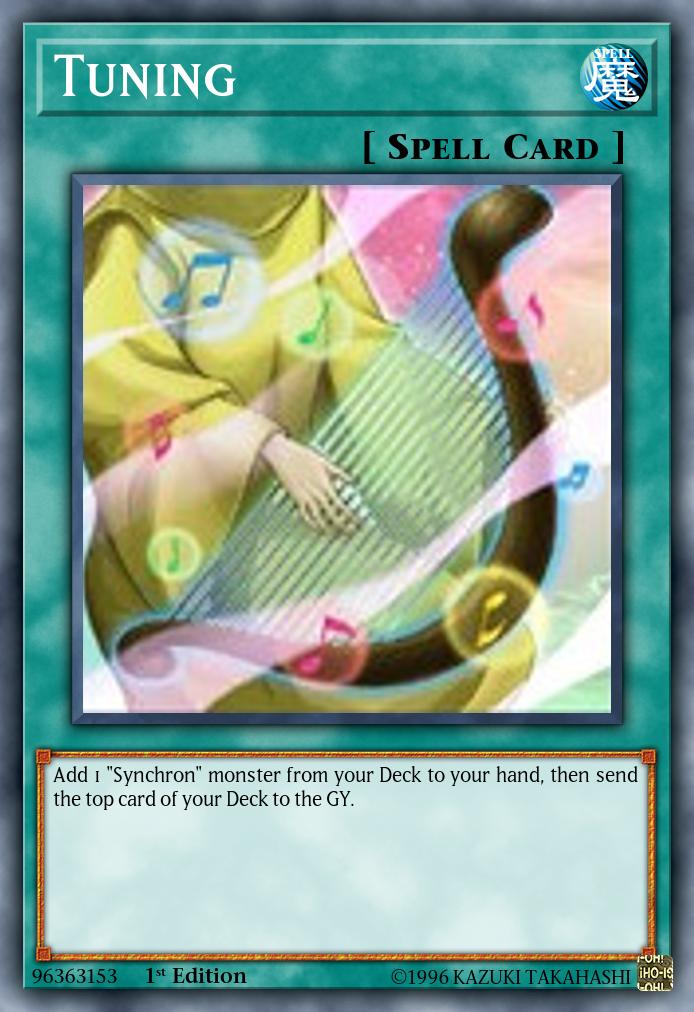 Tuning
SPELL
魔
[ Spell Card ]
Add 1 "Synchron" monster from your Deck to your hand, then send
the top card of your Deck to the GY.
96363153 1st Edition ©1996 KAZUKI TAKAHASHI